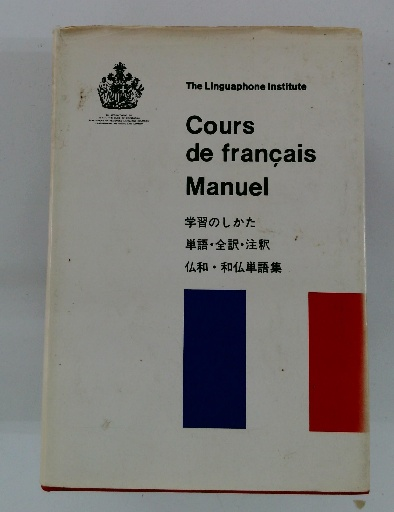 The Linguaphone Institute
Cours
de français
Manuel
学習のしかた
単語・全訳・注釈
仏和・和仏単語集